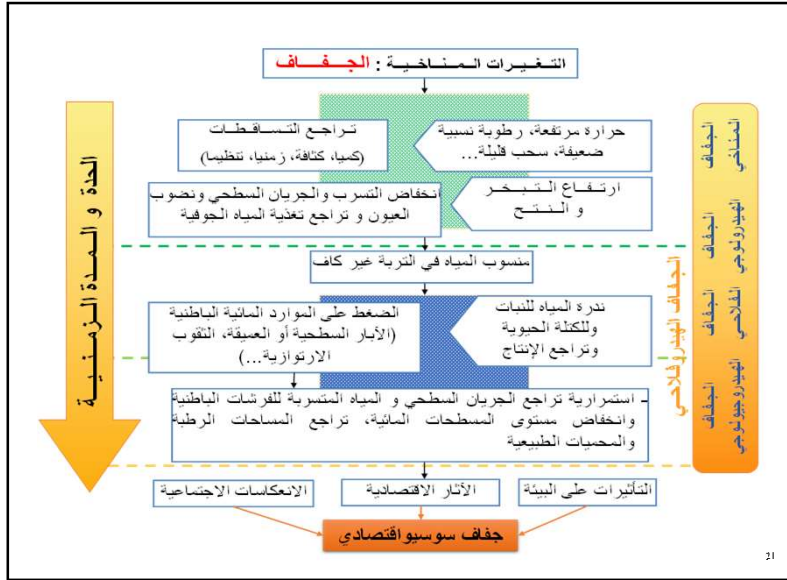 التغيرات المناخية : الجفاف
حرارة مرتفعة، رطوبة نسبية
ضعيفة، سحب قليلة...
تراجع التساقطات
(كميا، كثافة، زمنيا، تنظيما)
ارتفاع التبخر
و النتح
انخفاض التسرب والجريان السطحي ونضوب
العيون و تراجع تغذية المياه الجوفية
منسوب المياه في التربة غير كاف
ندرة المياه للنبات
وللكتلة الحيوية
وتراجع الإنتاج
الضغط على الموارد المائية الباطنية
(الآبار السطحية أو العميقة، الثقوب
الارتوازية...)
- استمرارية تراجع الجريان السطحي و المياه المتسربة للفرشات الباطنية
وانخفاض مستوى المسطحات المائية، تراجع المساحات الرطبة
والمحميات الطبيعية
التأثيرات على البيئة
الآثار الاقتصادية
الانعكاسات الاجتماعية
جفاف سوسيواقتصادي
الجفاف
المناخي
الجفاف
الهيدرولوجي
الجفاف
الفلاحي
الجفاف
الهيدروجيولوجي
الجفاف الهيدروفلاحي
الحدة و المدة الزمنية